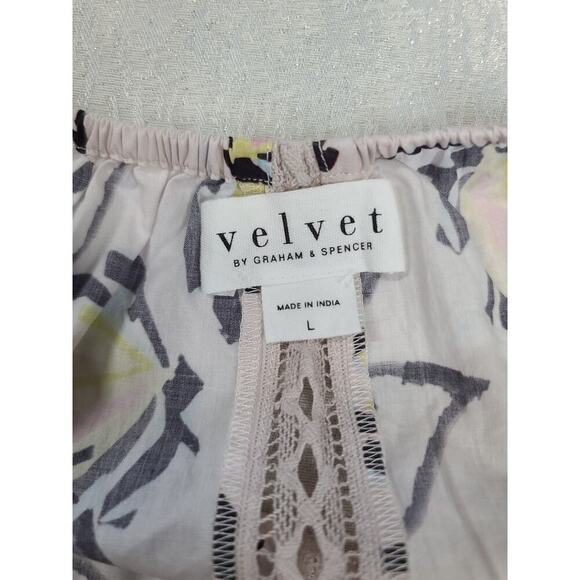 velvet
BY GRAHAM & SPENCER
MADE IN INDIA
L